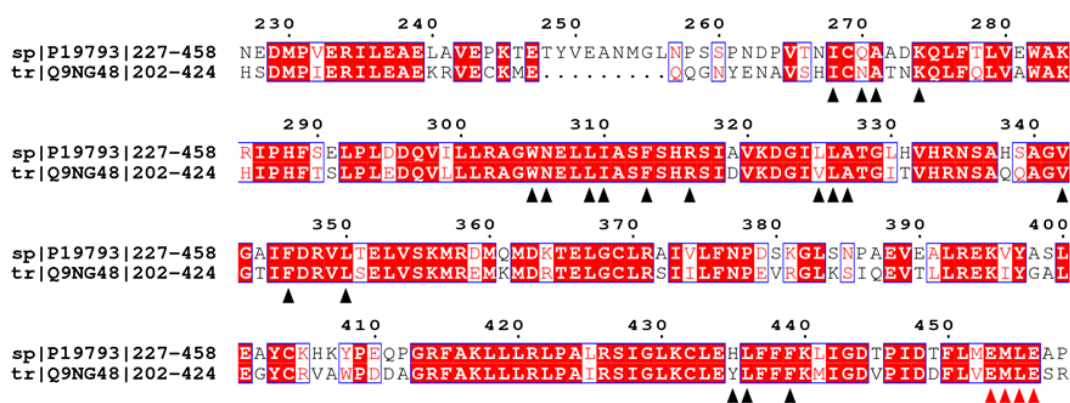 230 240 250 260 270 280
sp|P19793|227-458 NEDMPVERILEAELAVEPKTETYVEANMGLNPSSPNDPVTNICQAADKQLFTLVEWAK
tr|Q9NG48|202-424 HSDMPIERILEAEKRVECKME.........QQGNYENAVSHICNATNKQLFQLVAWAK
290 300 310 320 330 340
sp|P19793|227-458 RIPHFSELPLDDQVILLRAGWNELLIASFSHRSIAVKDGILLATGLHVHRNSAHSAGV
tr|Q9NG48|202-424 HIPHFTSLPLEDQVLLLRAGWNELLIASFSHRSIDVKDGIVLATGITVHRNSAQQAGV
350 360 370 380 390 400
sp|P19793|227-458 GAIFDRVLTELVSKMRDMQMDKTELGCLRAIVLFNPDSKGLSNPAEVEALREKVYASL
tr|Q9NG48|202-424 GTIFDRVLSELVSKMREMKMDRTELGCLRSIILFNPEVRGLKSIQEVTLLREKIYGAL
410 420 430 440 450
sp|P19793|227-458 EAYCKHKYPEQPGRFAKLLLRLPALRSIGLKCLEHLFFFKLIGDTPIDTFLMEMLEAP
tr|Q9NG48|202-424 EGYCRVAWPDDAGRFAKLLLRLPAIRSIGLKCLEYLFFFKMIGDVPIDDFLVEMLESR